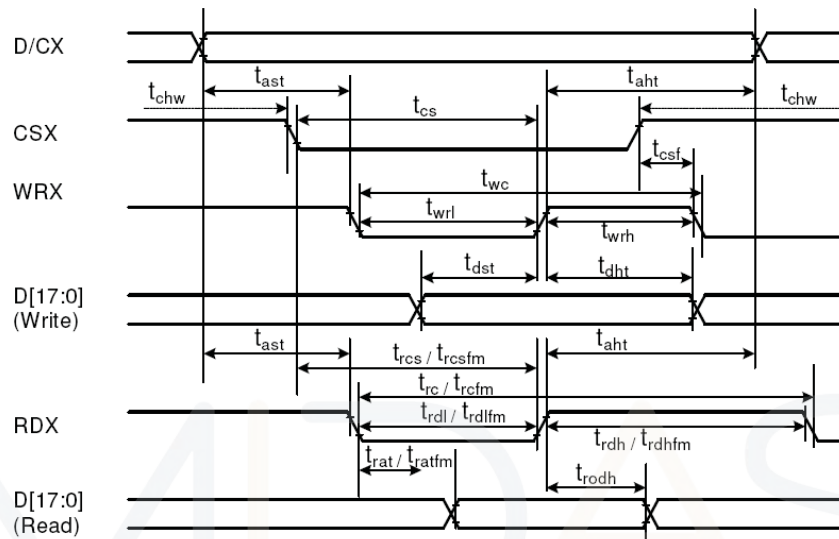 D/CX
t_ast
t_aht
t_chw
t_cs
t_chw
CSX
t_csf
t_wc
WRX
t_wrl
t_wrh
t_dst
t_dht
D[17:0]
(Write)
t_ast
t_rcs / t_rcsfm
t_aht
t_rc / t_rcfm
RDX
t_rdl / t_rdlfm
t_rdh / t_rdhfm
t_rat / t_ratfm
t_rodh
D[17:0]
(Read)
MIDAS